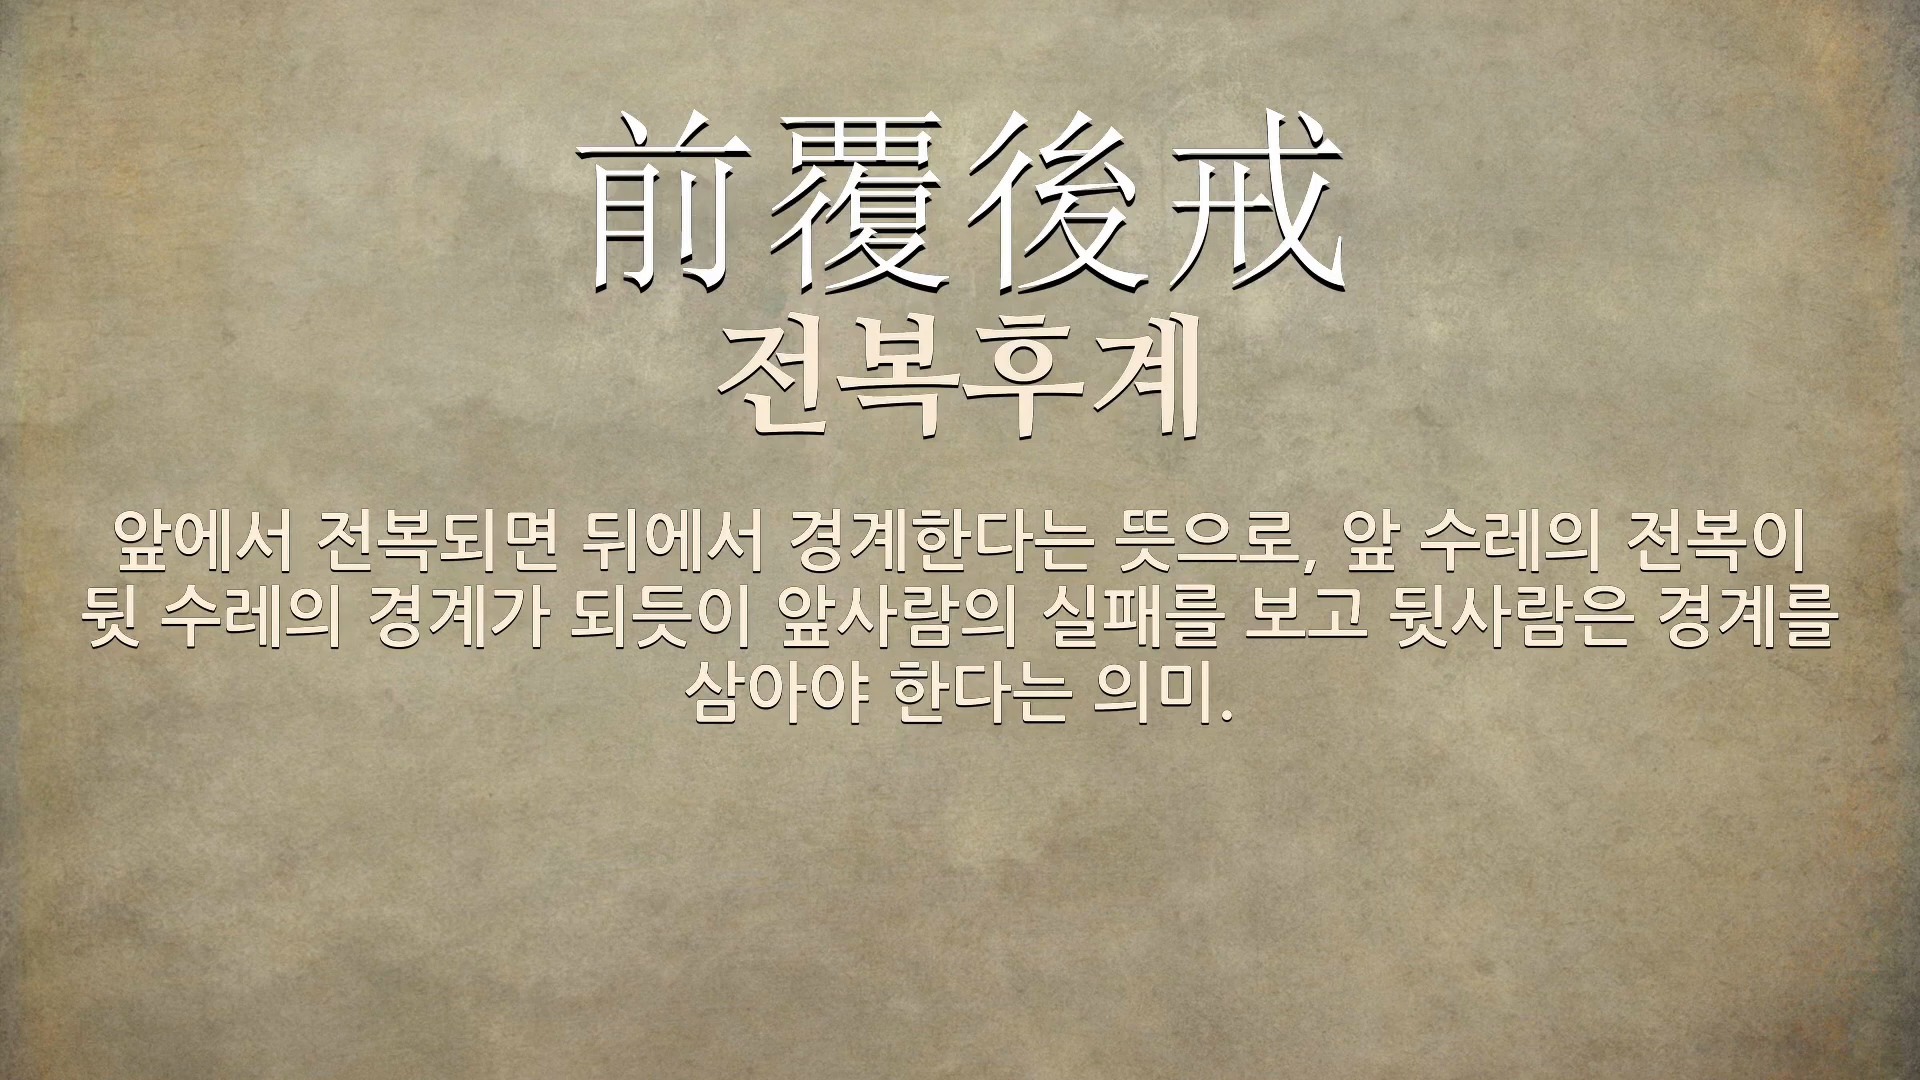 前覆後戒
전복후계
앞에서 전복되면 뒤에서 경계한다는 뜻으로, 앞 수레의 전복이
뒷 수레의 경계가 되듯이 앞사람의 실패를 보고 뒷사람은 경계를
삼아야 한다는 의미.